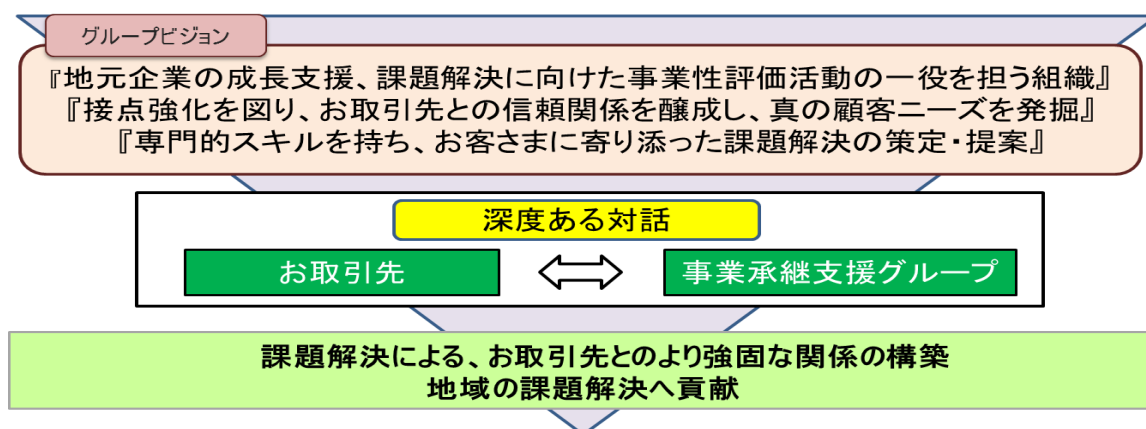 グループビジョン
『地元企業の成長支援、課題解決に向けた事業性評価活動の一役を担う組織』
『接点強化を図り、お取引先との信頼関係を醸成し、真の顧客ニーズを発掘』
『専門的スキルを持ち、お客さまに寄り添った課題解決の策定・提案』
深度ある対話
お取引先
事業承継支援グループ
課題解決による、お取引先とのより強固な関係の構築
地域の課題解決へ貢献